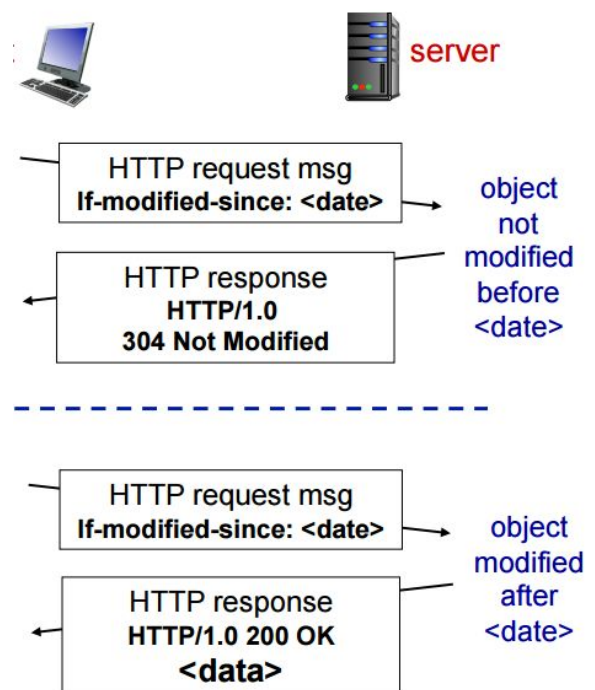 server
HTTP request msg
If-modified-since: <date>
object
not
modified
before
<date>
HTTP response
HTTP/1.0
304 Not Modified
HTTP request msg
If-modified-since: <date>
object
modified
after
<date>
HTTP response
HTTP/1.0 200 OK
<data>